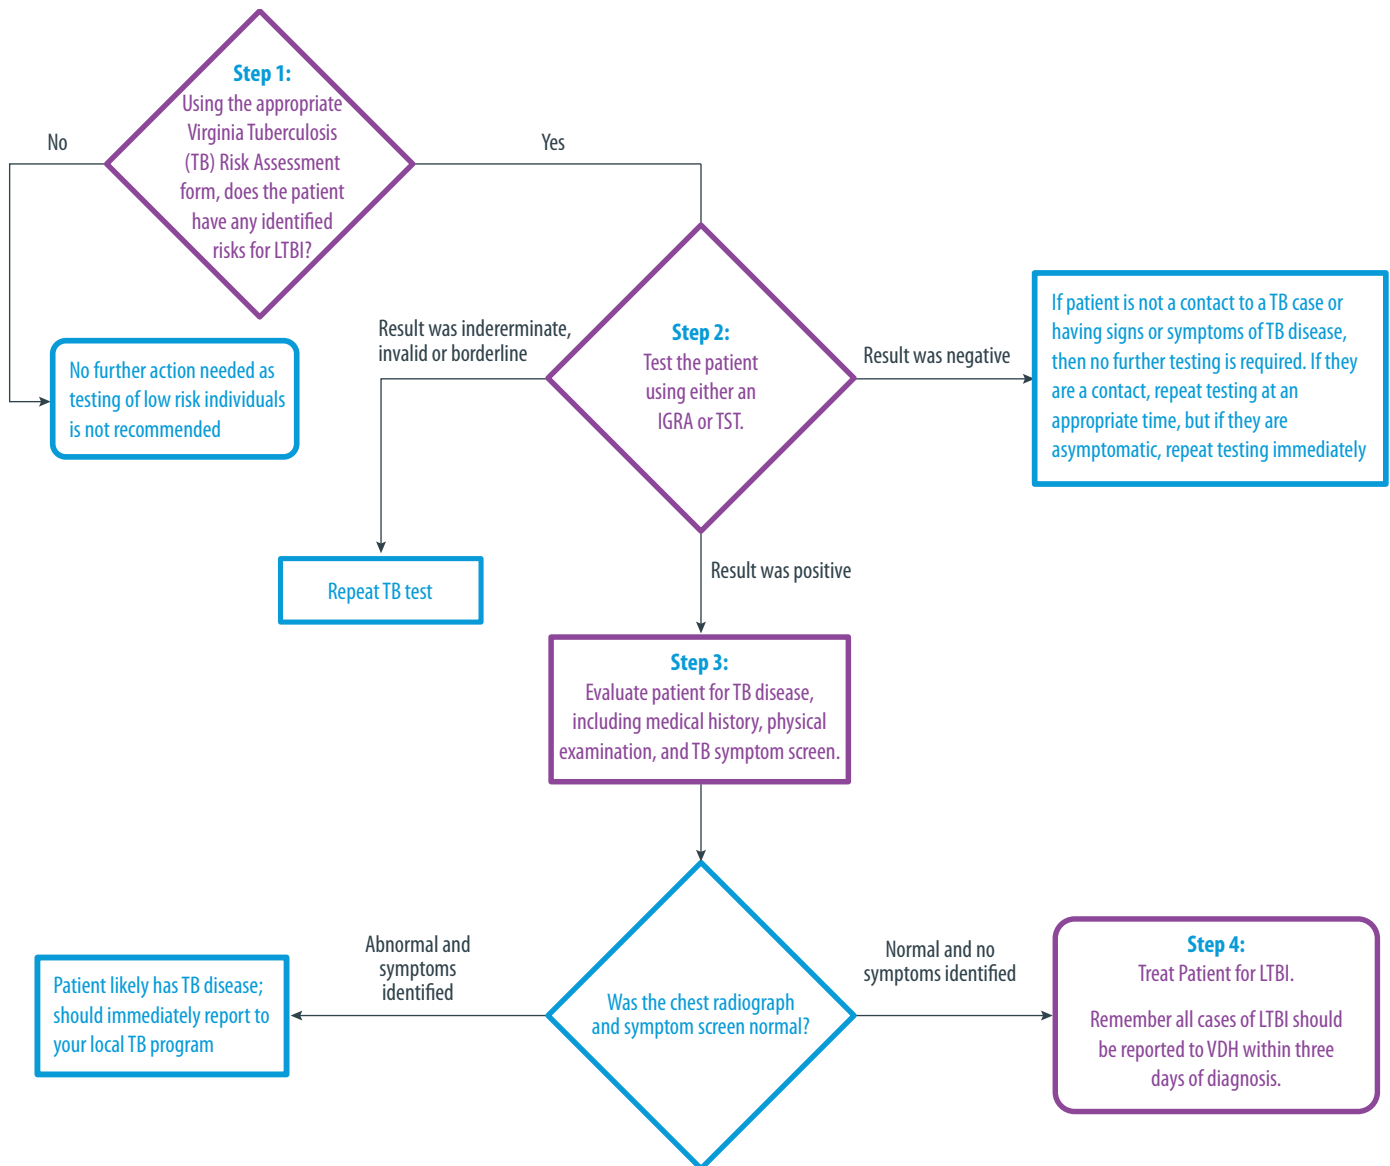 Step 1:
Using the appropriate
Virginia Tuberculosis
(TB) Risk Assessment
form, does the patient
have any identified
risks for LTBI?
No
Yes
No further action needed as
testing of low risk individuals
is not recommended
Result was indererminate,
invalid or borderline
Step 2:
Test the patient
using either an
IGRA or TST.
Result was negative
If patient is not a contact to a TB case or
having signs or symptoms of TB disease,
then no further testing is required. If they
are a contact, repeat testing at an
appropriate time, but if they are
asymptomatic, repeat testing immediately
Repeat TB test
Result was positive
Step 3:
Evaluate patient for TB disease,
including medical history, physical
examination, and TB symptom screen.
Abnormal and
symptoms
identified
Patient likely has TB disease;
should immediately report to
your local TB program
Was the chest radiograph
and symptom screen normal?
Normal and no
symptoms identified
Step 4:
Treat Patient for LTBI.
Remember all cases of LTBI should
be reported to VDH within three
days of diagnosis.